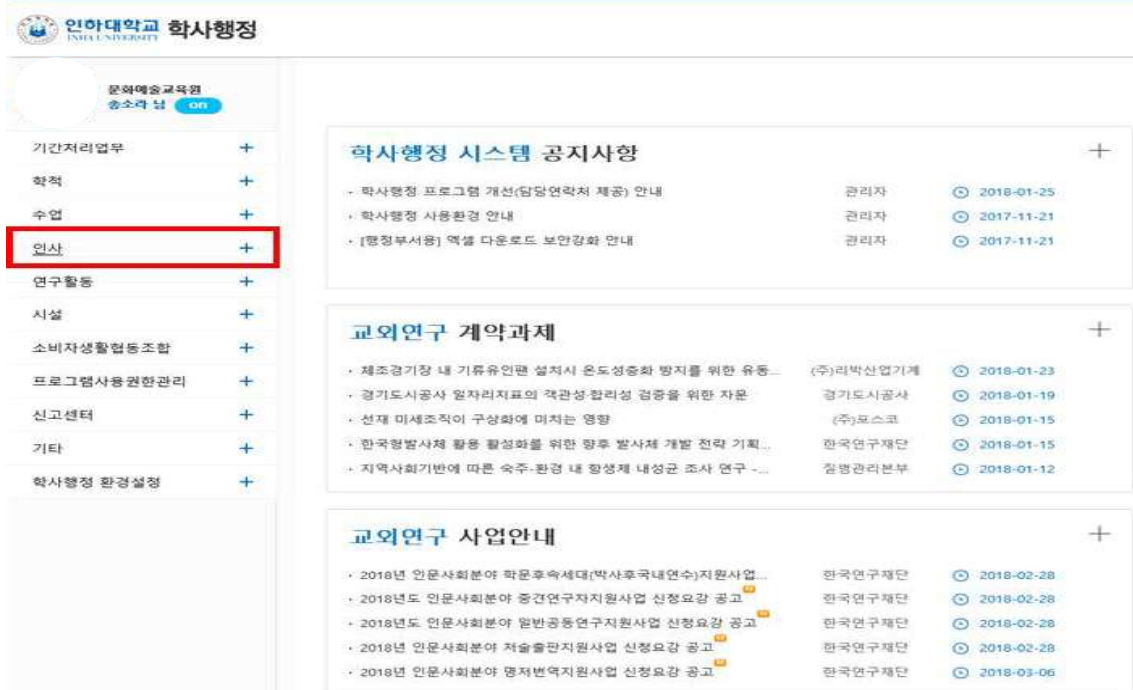 인하대학교 학사행정
INHA UNIVERSITY
문화예술교육원
송소라 님 on
기간처리업무 +
학적 +
수업 +
인사 +
연구활동 +
시설 +
소비자생활협동조합 +
프로그램사용권한관리 +
신고센터 +
기타 +
학사행정 환경설정 +
학사행정 시스템 공지사항 +
· 학사행정 프로그램 개선(담당연락처 제공) 안내 관리자 2018-01-25
· 학사행정 사용환경 안내 관리자 2017-11-21
· [행정부서용] 엑셀 다운로드 보안강화 안내 관리자 2017-11-21
교외연구 계약과제 +
· 체조경기장 내 기류유인팬 설치시 온도성층화 방지를 위한 유동... (주)리박산업기계 2018-01-23
· 경기도시공사 일자리지표의 객관성·합리성 검증을 위한 자문 경기도시공사 2018-01-19
· 선재 미세조직이 구상화에 미치는 영향 (주)포스코 2018-01-15
· 한국형발사체 활용 활성화를 위한 향후 발사체 개발 전략 기획... 한국연구재단 2018-01-15
· 지역사회기반에 따른 숙주-환경 내 항생제 내성균 조사 연구 -... 질병관리본부 2018-01-12
교외연구 사업안내 +
· 2018년 인문사회분야 학문후속세대(박사후국내연수)지원사업... 한국연구재단 2018-02-28
· 2018년도 인문사회분야 중견연구자지원사업 신청요강 공고 한국연구재단 2018-02-28
· 2018년도 인문사회분야 일반공동연구지원사업 신청요강 공고 한국연구재단 2018-02-28
· 2018년 인문사회분야 저술출판지원사업 신청요강 공고 한국연구재단 2018-02-28
· 2018년 인문사회분야 명저번역지원사업 신청요강 공고 한국연구재단 2018-03-06